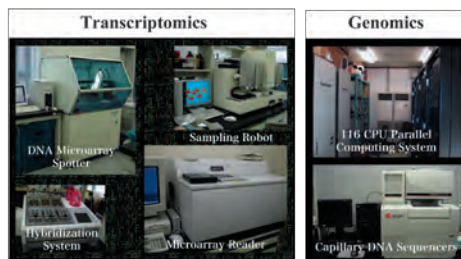 Transcriptomics
DNA Microarray
Spotter
Sampling Robot
Hybridization
System
Microarray Reader
Genomics
116 CPU Parallel
Computing System
Capillary DNA Sequencers